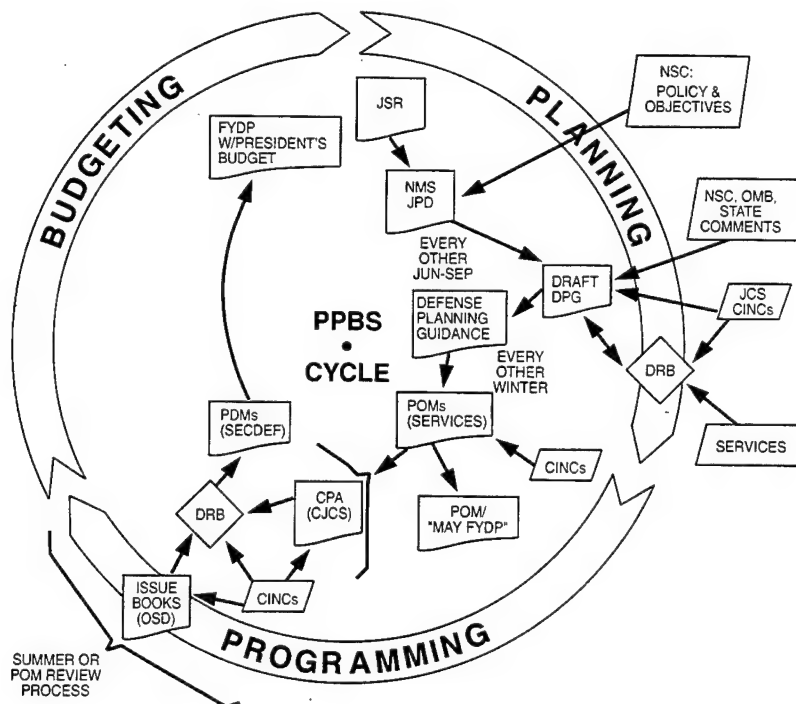 BUDGETING
PLANNING
PROGRAMMING
PPBS
•
CYCLE
JSR
NSC:
POLICY &
OBJECTIVES
FYDP
W/PRESIDENT'S
BUDGET
NMS
JPD
NSC, OMB,
STATE
COMMENTS
EVERY
OTHER
JUN-SEP
DRAFT
DPG
JCS
CINCs
DEFENSE
PLANNING
GUIDANCE
EVERY
OTHER
WINTER
DRB
SERVICES
PDMs
(SECDEF)
POMs
(SERVICES)
CINCs
POM/
"MAY FYDP"
CPA
(CJCS)
DRB
ISSUE
BOOKS
(OSD)
CINCs
SUMMER OR
POM REVIEW
PROCESS